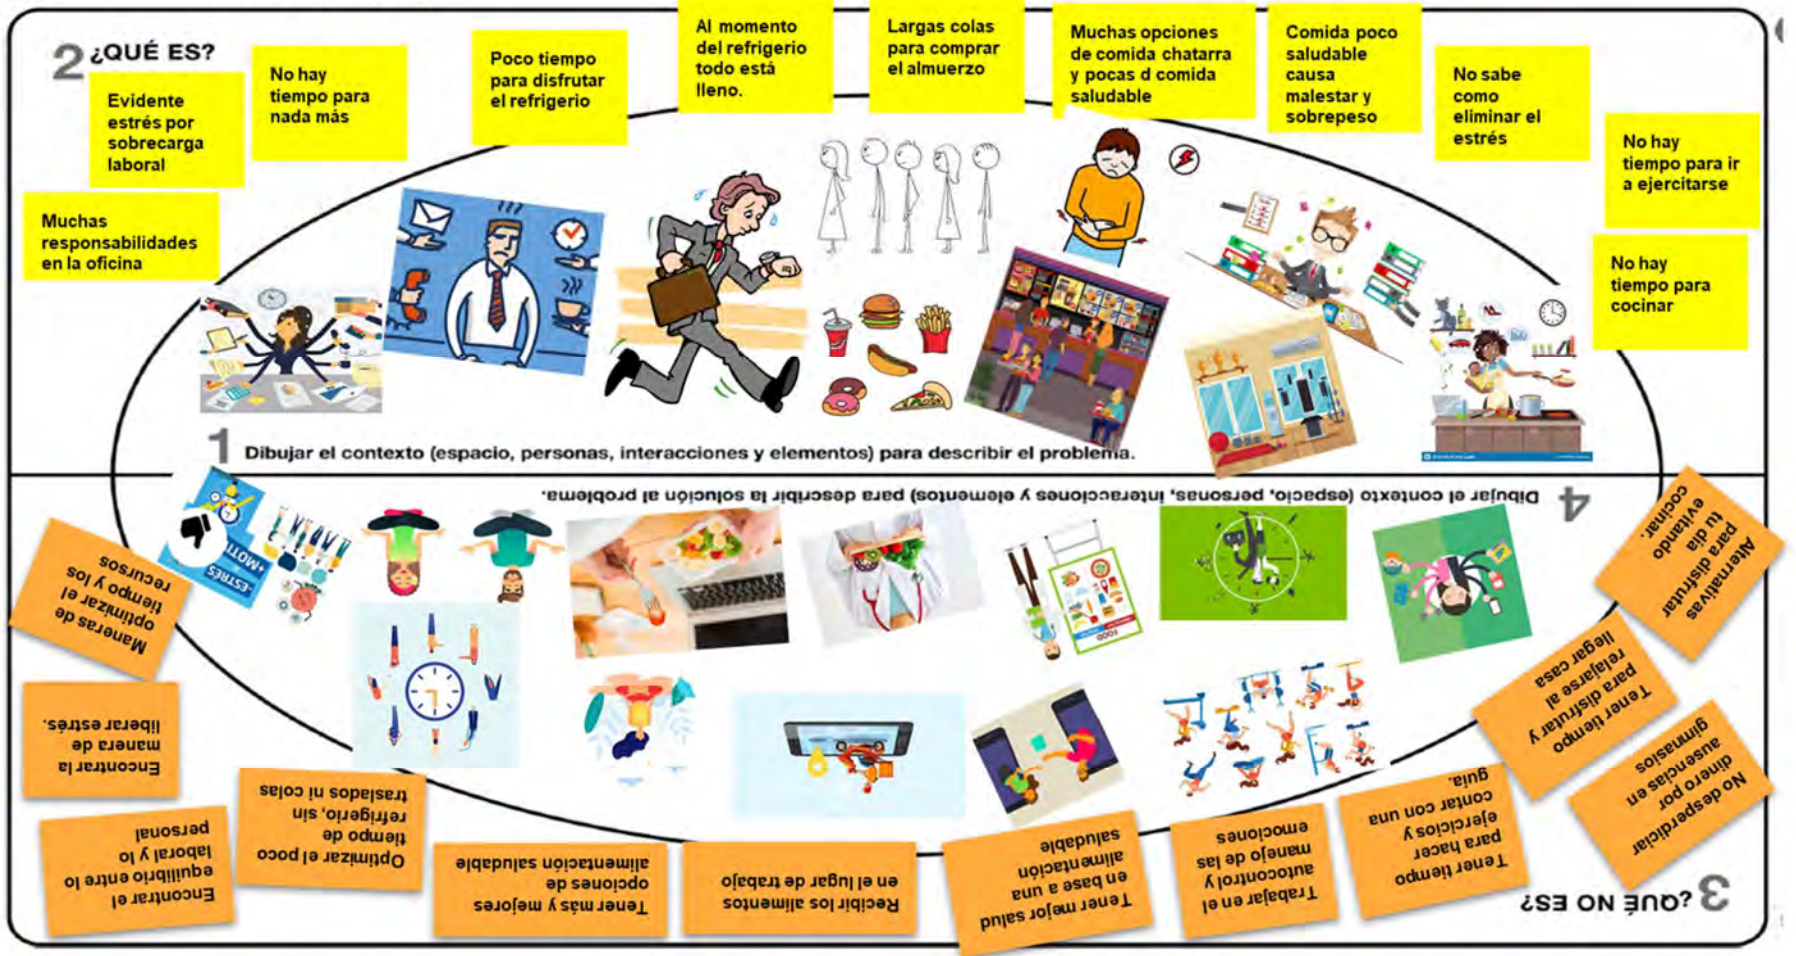 2 ¿QUÉ ES?
Muchas
responsabilidades
en la oficina
Evidente
estrés por
sobrecarga
laboral
No hay
tiempo para
nada más
Poco tiempo
para disfrutar
el refrigerio
Al momento
del refrigerio
todo está
lleno.
Largas colas
para comprar
el almuerzo
Muchas opciones
de comida chatarra
y pocas d comida
saludable
Comida poco
saludable
causa
malestar y
sobrepeso
No sabe
como
eliminar el
estrés
No hay
tiempo para ir
a ejercitarse
No hay
tiempo para
cocinar
1 Dibujar el contexto (espacio, personas, interacciones y elementos) para describir el problema.
4 Dibujar el contexto (espacio, personas, interacciones y elementos) para describir la solución al problema.
-ESTRÉS
+MOTI
FOOD
3 ¿QUÉ NO ES?
Alternativas
para disfrutar
tu día
evitando
cocinar.
Tener tiempo
para disfrutar y
relajarse al
llegar casa
No desperdiciar
dinero por
ausencias en
gimnasios
Tener tiempo
para hacer
ejercicios y
contar con una
guía.
Trabajar en el
autocontrol y
manejo de las
emociones
Tener mejor salud
en base a una
alimentación
saludable
Recibir los alimentos
en el lugar de trabajo
Tener más y mejores
opciones de
alimentación saludable
Optimizar el poco
tiempo de
refrigerio, sin
traslados ni colas
Encontrar el
equilibrio entre lo
laboral y lo
personal
Encontrar la
manera de
liberar estrés.
Maneras de
optimizar el
tiempo y los
recursos